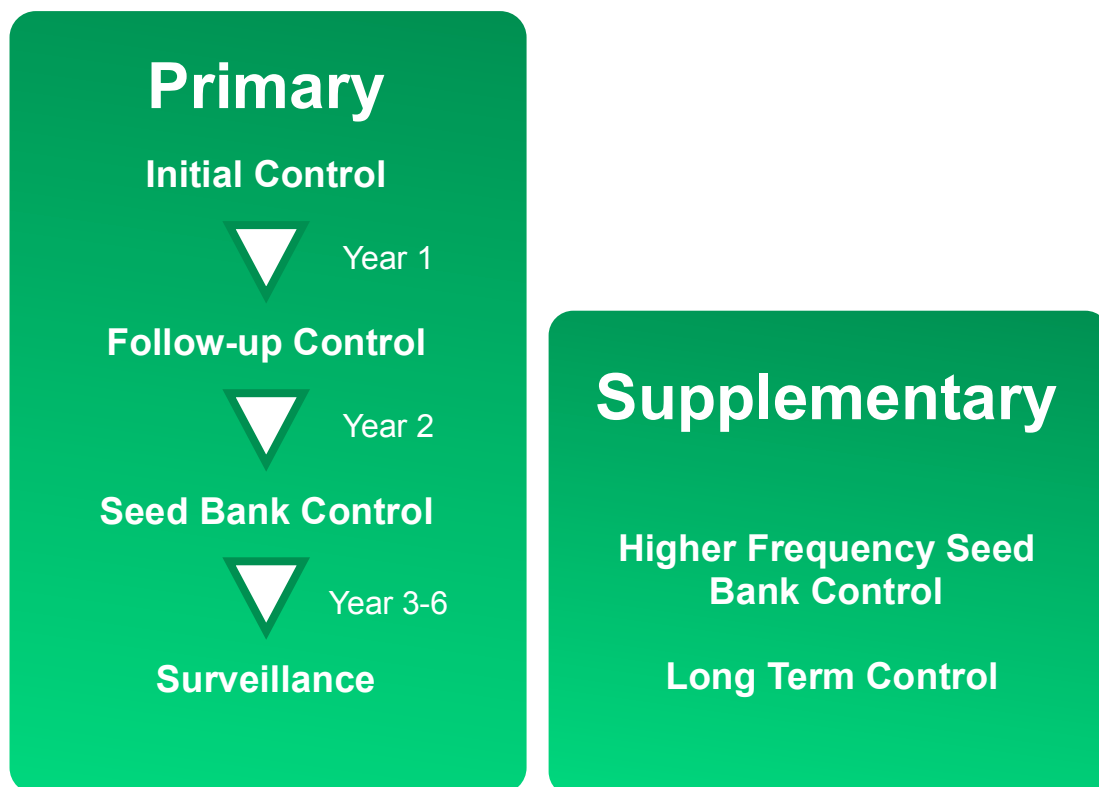 Primary
Initial Control
Year 1
Follow-up Control
Year 2
Seed Bank Control
Year 3-6
Surveillance
Supplementary
Higher Frequency Seed
Bank Control
Long Term Control